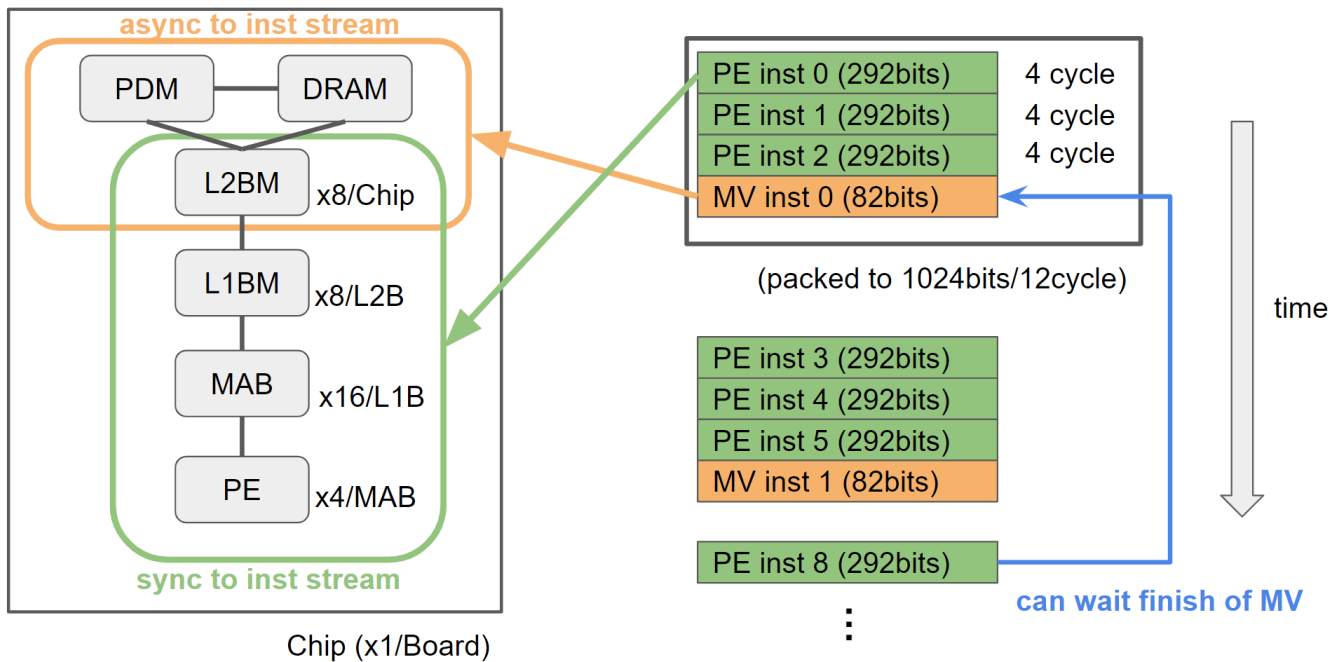 async to inst stream
PDM
DRAM
L2BM
x8/Chip
L1BM
x8/L2B
MAB
x16/L1B
PE
x4/MAB
sync to inst stream
Chip (x1/Board)
PE inst 0 (292bits)
4 cycle
PE inst 1 (292bits)
4 cycle
PE inst 2 (292bits)
4 cycle
MV inst 0 (82bits)
(packed to 1024bits/12cycle)
time
PE inst 3 (292bits)
PE inst 4 (292bits)
PE inst 5 (292bits)
MV inst 1 (82bits)
PE inst 8 (292bits)
can wait finish of MV
⋮